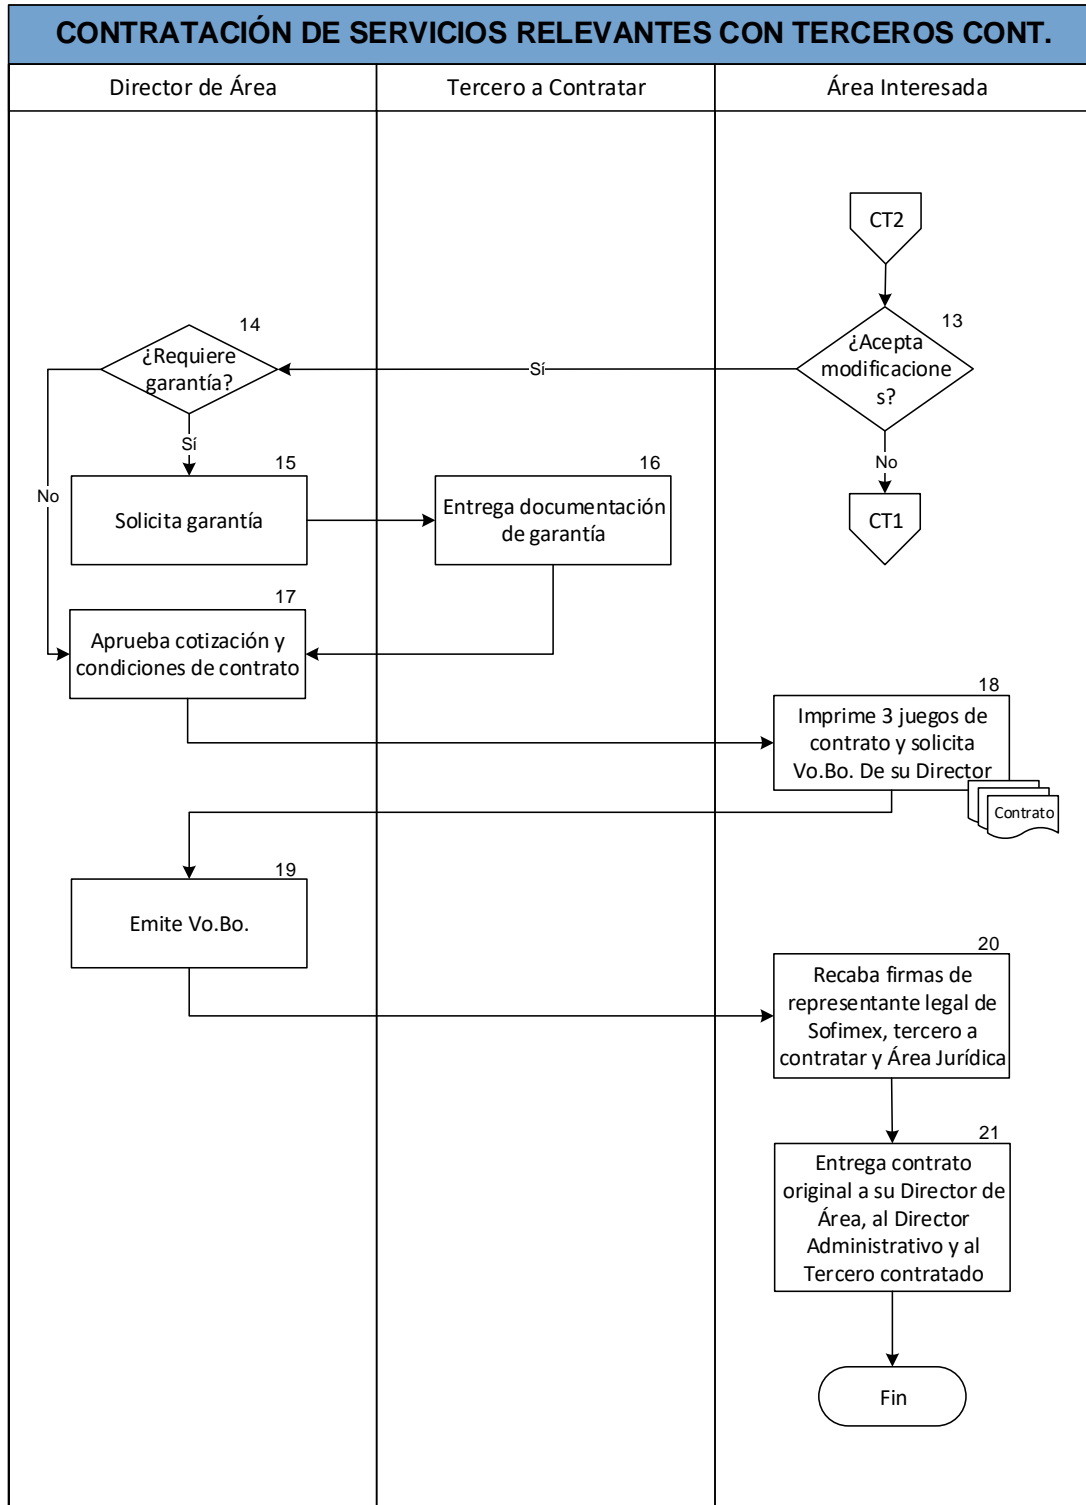 CONTRATACIÓN DE SERVICIOS RELEVANTES CON TERCEROS CONT.
Director de Área
Tercero a Contratar
Área Interesada
CT2
13
¿Acepta
modificacione
s?
Sí
No
CT1
14
¿Requiere
garantía?
Sí
No
15
Solicita garantía
16
Entrega documentación
de garantía
17
Aprueba cotización y
condiciones de contrato
18
Imprime 3 juegos de
contrato y solicita
Vo.Bo. De su Director
Contrato
19
Emite Vo.Bo.
20
Recaba firmas de
representante legal de
Sofimex, tercero a
contratar y Área Jurídica
21
Entrega contrato
original a su Director de
Área, al Director
Administrativo y al
Tercero contratado
Fin